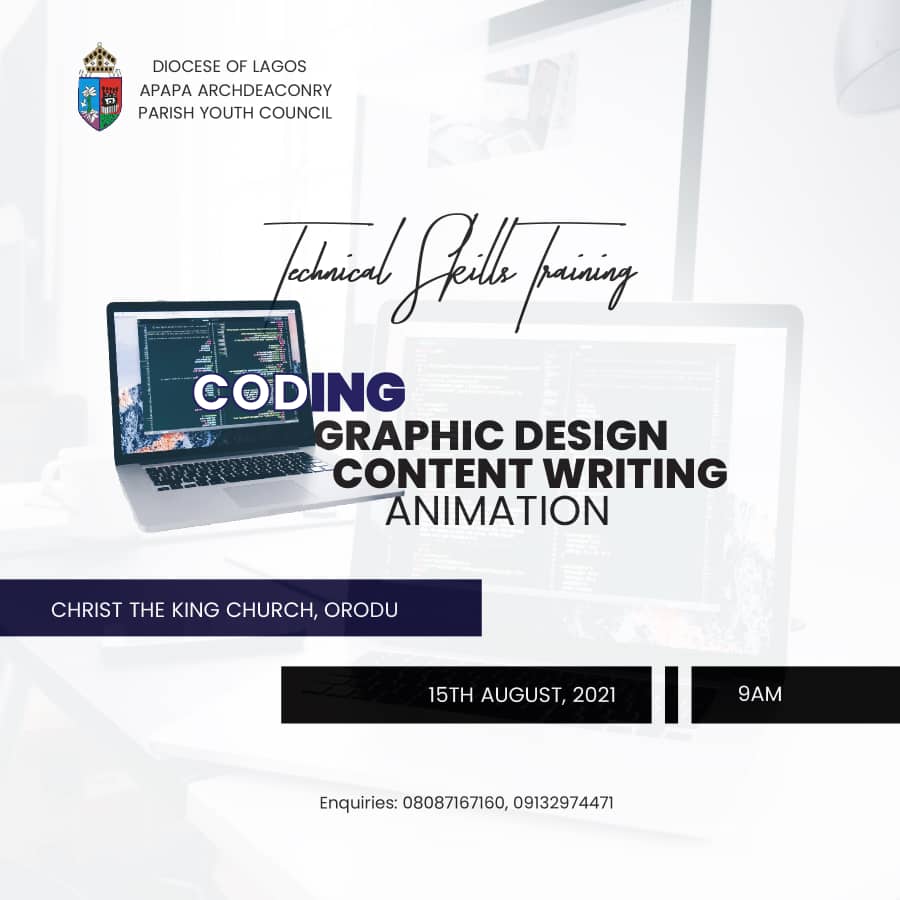 DIOCESE OF LAGOS
APAPA ARCHDEACONRY
PARISH YOUTH COUNCIL
Technical Skills Training
CODING
GRAPHIC DESIGN
CONTENT WRITING
ANIMATION
CHRIST THE KING CHURCH, ORODU
15TH AUGUST, 2021
9AM
Enquiries: 08087167160, 09132974471